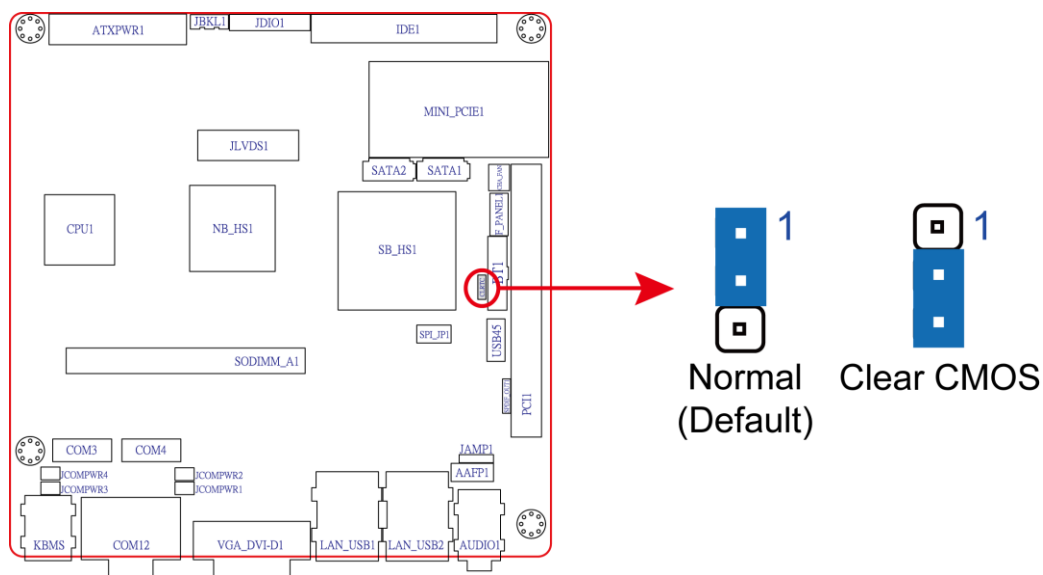 ATXPWR1
JBKL1
JDIO1
IDE1
MINI_PCIE1
JLVDS1
SATA2
SATA1
F_PANEL1
CPU1
NB_HS1
SB_HS1
BT1
SPI_JP1
USB45
SODIMM_A1
PCI1
COM3
COM4
JAMP1
AAFP1
JCOMPWR4
JCOMPWR2
JCOMPWR3
JCOMPWR1
KBMS
COM12
VGA_DVI-D1
LAN_USB1
LAN_USB2
AUDIO1
1
1
Normal
(Default)
Clear CMOS